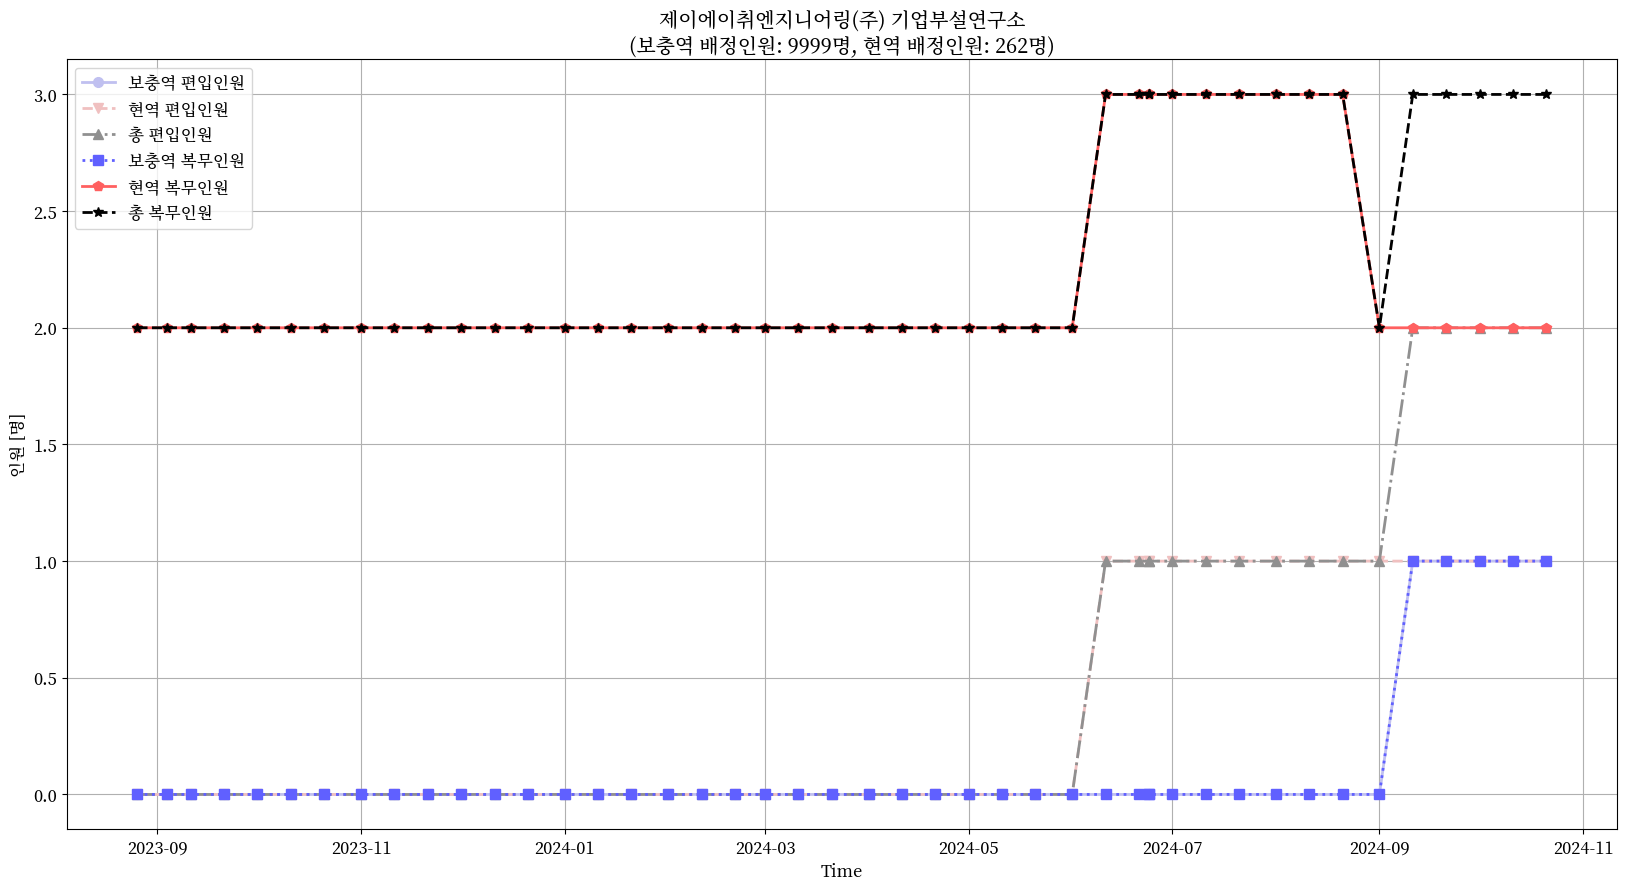 제이에이취엔지니어링(주) 기업부설연구소
(보충역 배정인원: 9999명, 현역 배정인원: 262명)
보충역 편입인원
현역 편입인원
총 편입인원
보충역 복무인원
현역 복무인원
총 복무인원
3.0
2.5
2.0
1.5
1.0
0.5
0.0
인원 [명]
2023-09
2023-11
2024-01
2024-03
2024-05
2024-07
2024-09
2024-11
Time